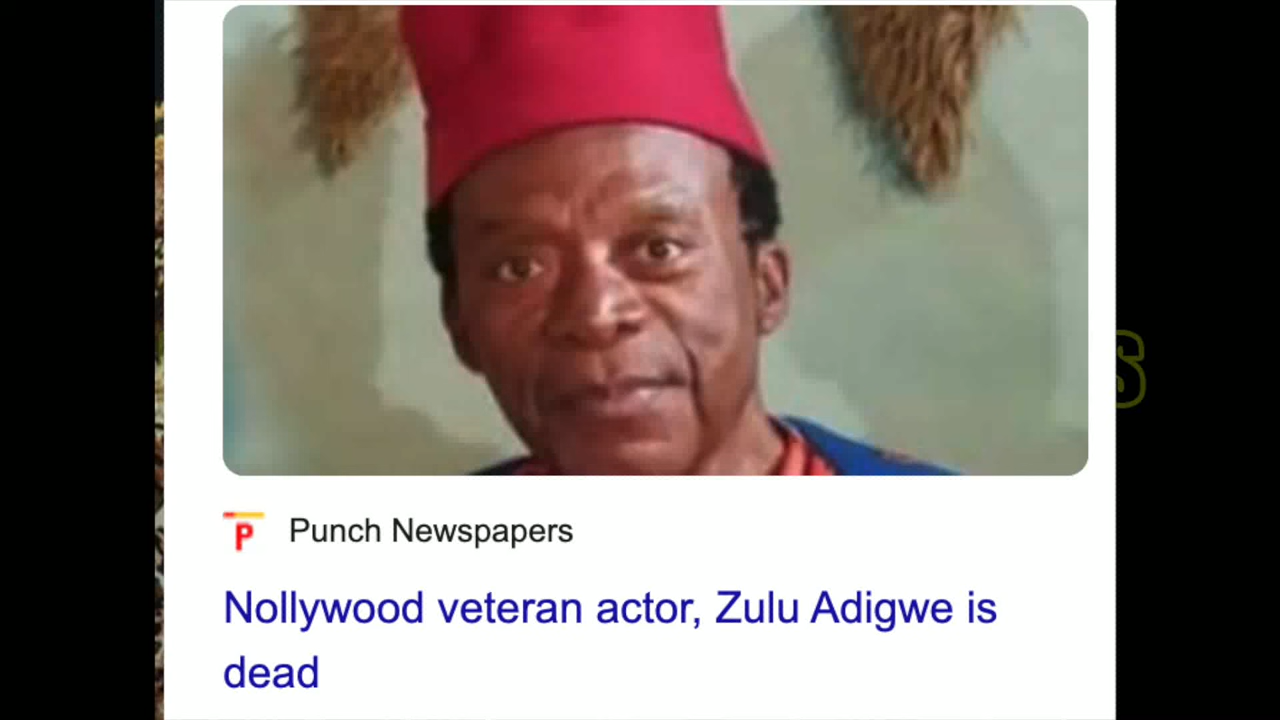 P Punch Newspapers
Nollywood veteran actor, Zulu Adigwe is
dead
S